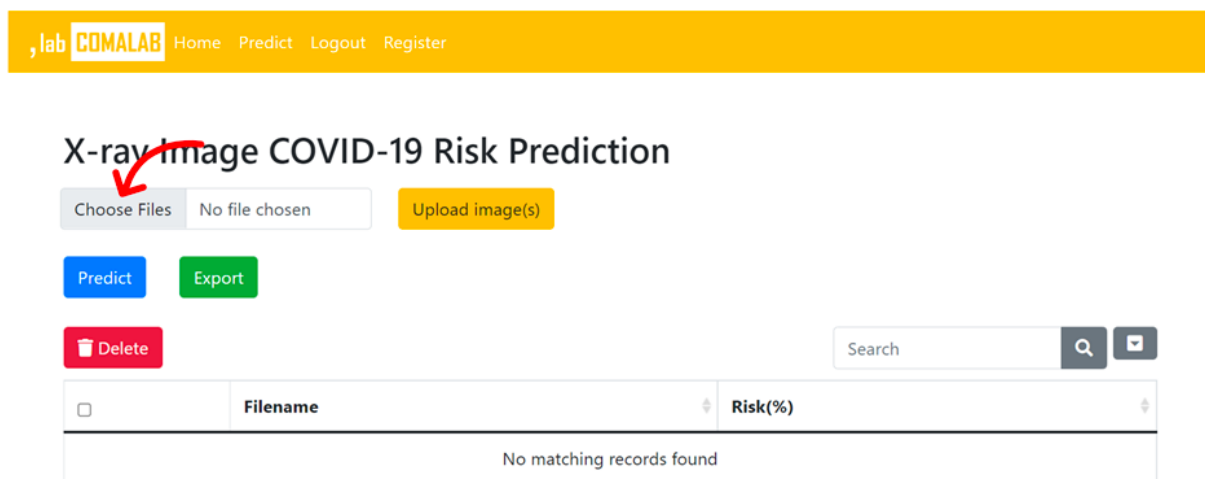 , lab COMALAB Home Predict Logout Register
X-ray Image COVID-19 Risk Prediction
Choose Files No file chosen Upload image(s)
Predict Export
Delete Search
Filename Risk(%)
No matching records found